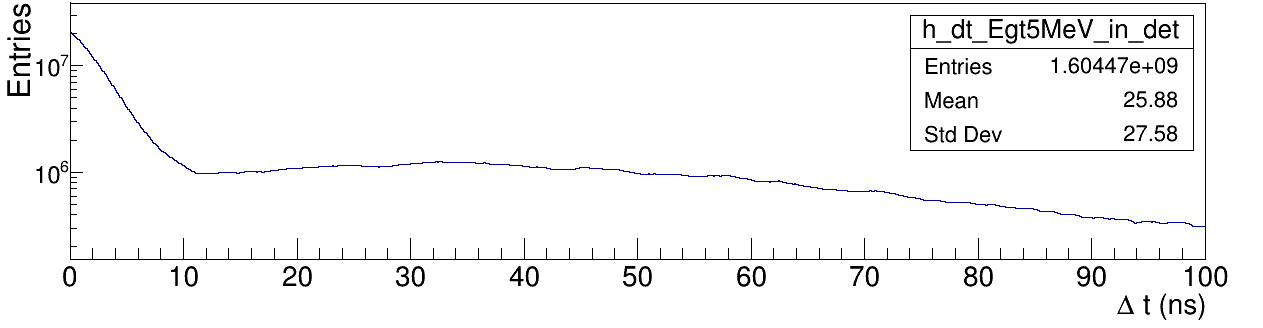 Entries
10^7
10^6
h_dt_Egt5MeV_in_det
Entries 1.60447e+09
Mean 25.88
Std Dev 27.58
0 10 20 30 40 50 60 70 80 90 100
Δ t (ns)